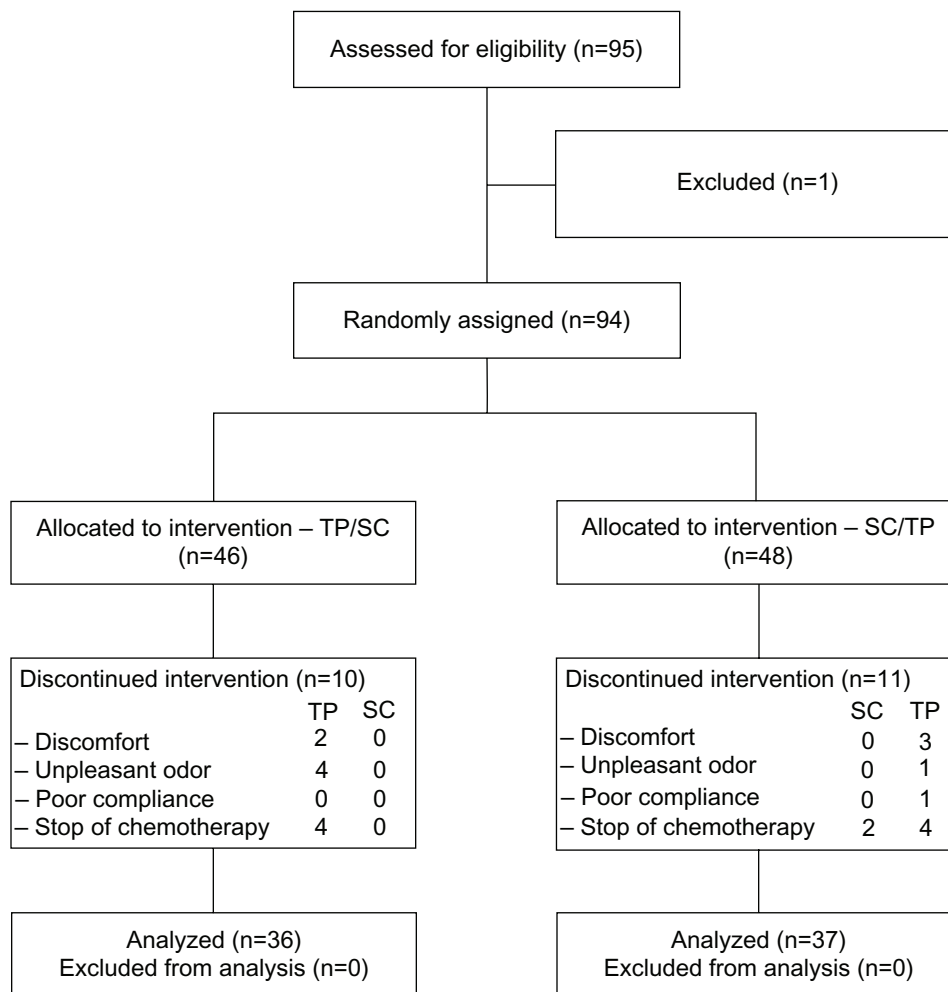 Assessed for eligibility (n=95)
Excluded (n=1)
Randomly assigned (n=94)
Allocated to intervention – TP/SC
(n=46)
Allocated to intervention – SC/TP
(n=48)
Discontinued intervention (n=10)
TP SC
– Discomfort 2 0
– Unpleasant odor 4 0
– Poor compliance 0 0
– Stop of chemotherapy 4 0
Discontinued intervention (n=11)
SC TP
– Discomfort 0 3
– Unpleasant odor 0 1
– Poor compliance 0 1
– Stop of chemotherapy 2 4
Analyzed (n=36)
Excluded from analysis (n=0)
Analyzed (n=37)
Excluded from analysis (n=0)